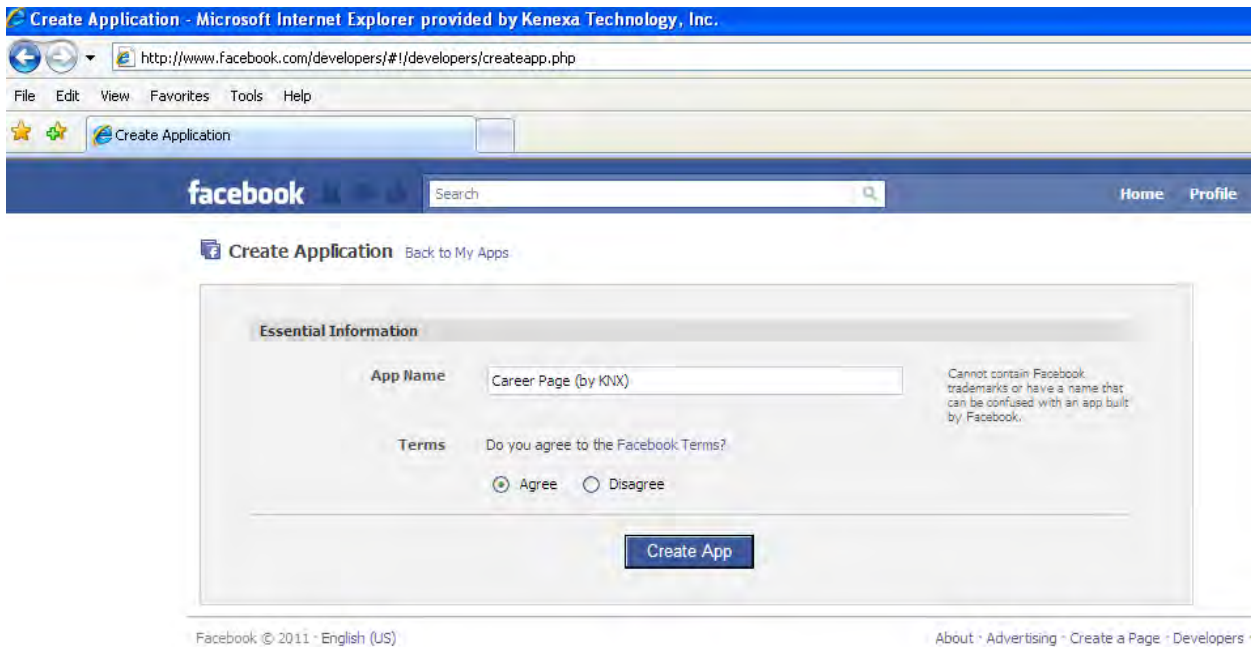 Create Application - Microsoft Internet Explorer provided by Kenexa Technology, Inc.
http://www.facebook.com/developers/#!/developers/createapp.php
File Edit View Favorites Tools Help
Create Application
facebook Search Home Profile
Create Application Back to My Apps
Essential Information
App Name Career Page (by KNX)
Cannot contain Facebook
trademarks or have a name that
can be confused with an app built
by Facebook.
Terms Do you agree to the Facebook Terms?
Agree Disagree
Create App
Facebook © 2011 · English (US) About · Advertising · Create a Page · Developers ·